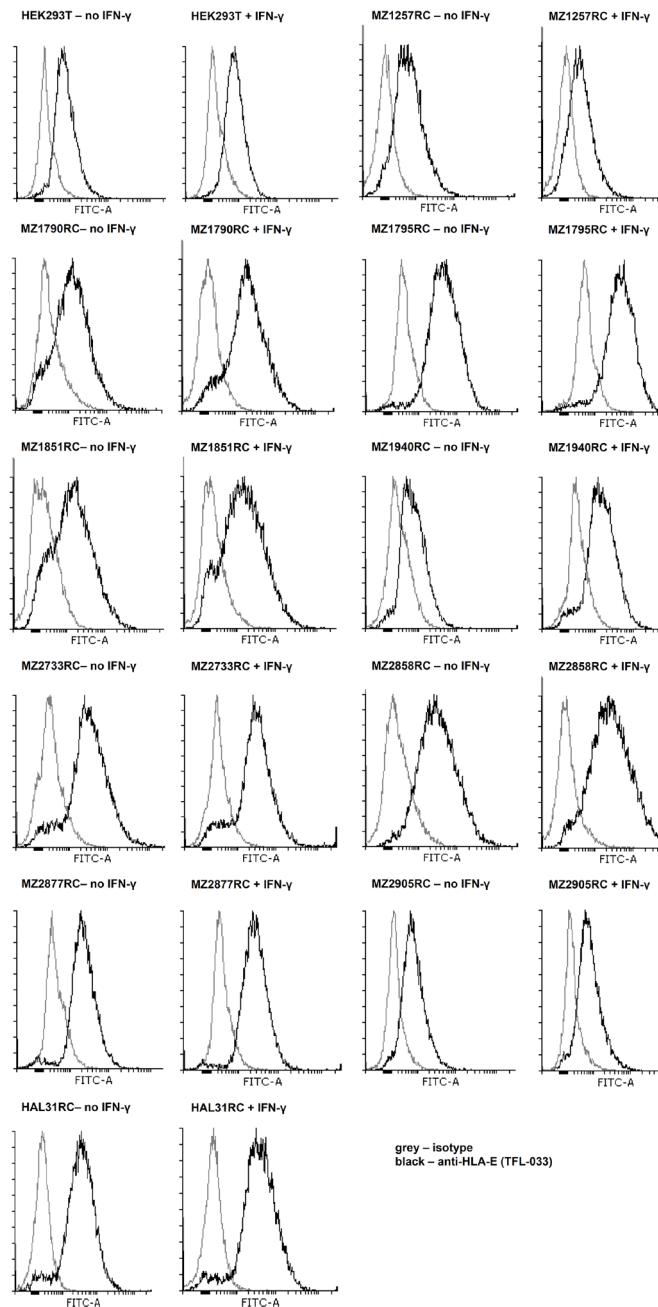 HEK293T – no IFN-γ
HEK293T + IFN-γ
MZ1257RC – no IFN-γ
MZ1257RC + IFN-γ
FITC-A
FITC-A
FITC-A
FITC-A
MZ1790RC– no IFN-γ
MZ1790RC + IFN-γ
MZ1795RC – no IFN-γ
MZ1795RC + IFN-γ
FITC-A
FITC-A
FITC-A
FITC-A
MZ1851RC– no IFN-γ
MZ1851RC + IFN-γ
MZ1940RC – no IFN-γ
MZ1940RC + IFN-γ
FITC-A
FITC-A
FITC-A
FITC-A
MZ2733RC – no IFN-γ
MZ2733RC + IFN-γ
MZ2858RC – no IFN-γ
MZ2858RC + IFN-γ
FITC-A
FITC-A
FITC-A
FITC-A
MZ2877RC– no IFN-γ
MZ2877RC + IFN-γ
MZ2905RC – no IFN-γ
MZ2905RC + IFN-γ
FITC-A
FITC-A
FITC-A
FITC-A
HAL31RC– no IFN-γ
HAL31RC + IFN-γ
grey – isotype
black – anti-HLA-E (TFL-033)
FITC-A
FITC-A